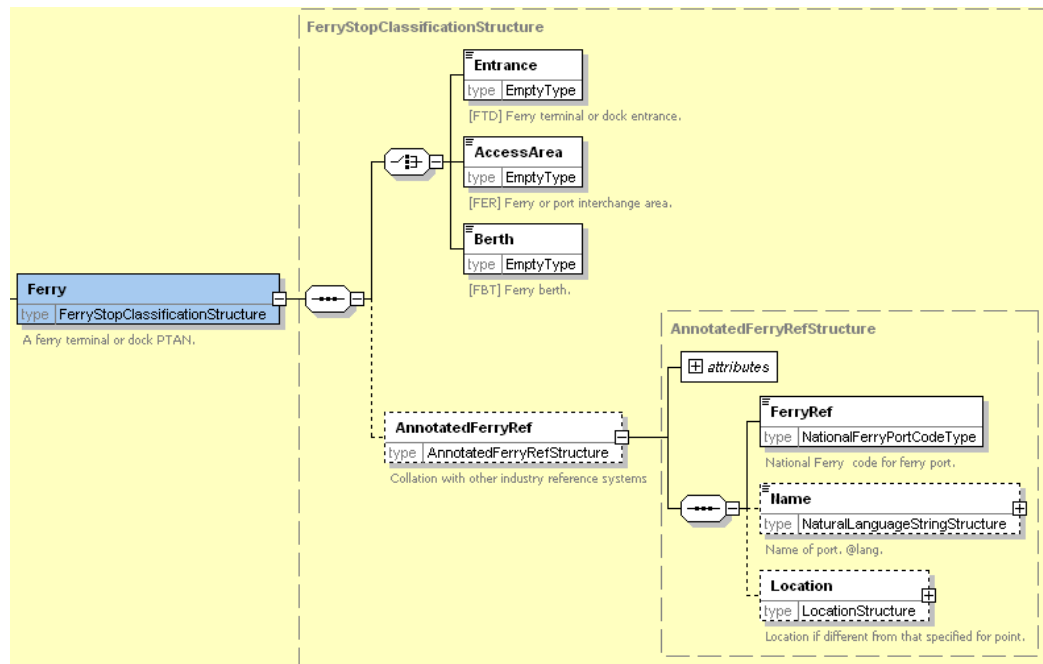 FerryStopClassificationStructure
Entrance
type EmptyType
[FTD] Ferry terminal or dock entrance.
AccessArea
type EmptyType
[FER] Ferry or port interchange area.
Berth
type EmptyType
[FBT] Ferry berth.
Ferry
type FerryStopClassificationStructure
A ferry terminal or dock PTAN.
AnnotatedFerryRef
type AnnotatedFerryRefStructure
Collation with other industry reference systems
AnnotatedFerryRefStructure
attributes
FerryRef
type NationalFerryPortCodeType
National Ferry code for ferry port.
Name
type NaturalLanguageStringStructure
Name of port. @lang.
Location
type LocationStructure
Location if different from that specified for point.